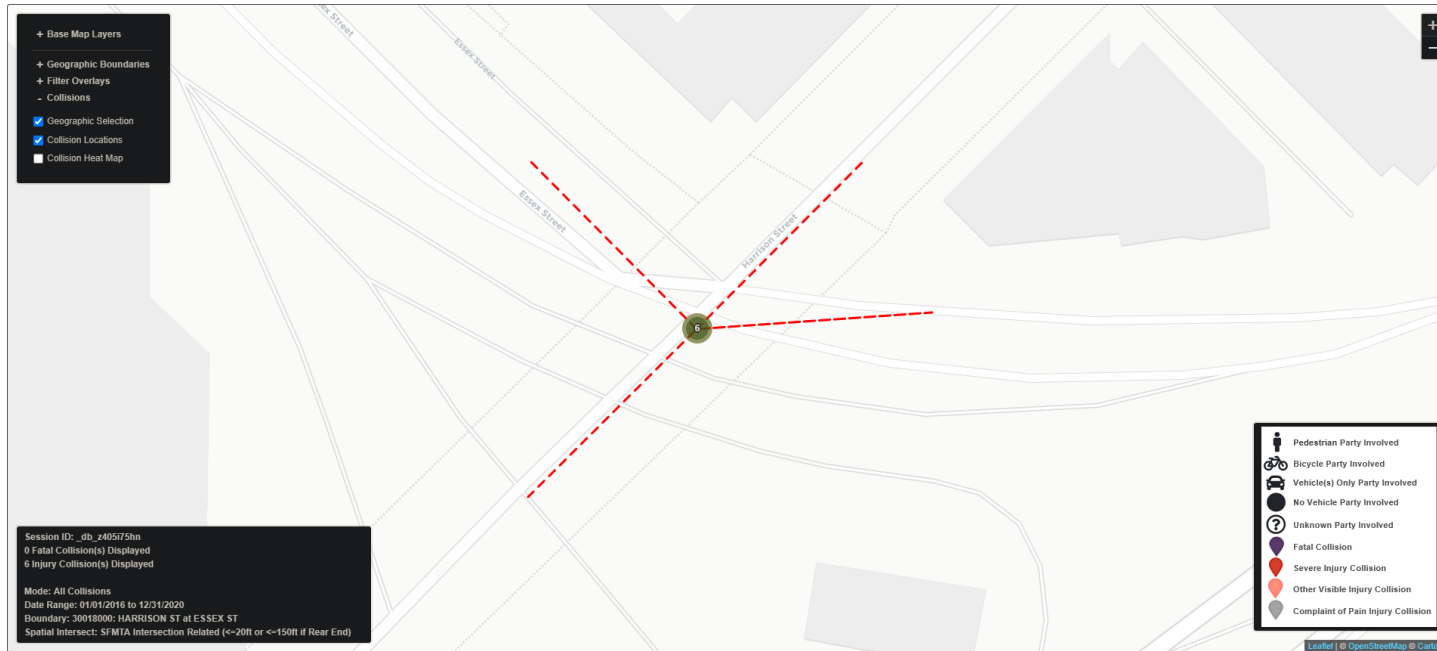 + Base Map Layers
+ Geographic Boundaries
+ Filter Overlays
- Collisions
Geographic Selection
Collision Locations
Collision Heat Map
Essex Street
Essex Street
Essex Street
Harrison Street
6
+
−
Pedestrian Party Involved
Bicycle Party Involved
Vehicle(s) Only Party Involved
No Vehicle Party Involved
? Unknown Party Involved
Fatal Collision
Severe Injury Collision
Other Visible Injury Collision
Complaint of Pain Injury Collision
Session ID: _db_z405i75hn
0 Fatal Collision(s) Displayed
6 Injury Collision(s) Displayed
Mode: All Collisions
Date Range: 01/01/2016 to 12/31/2020
Boundary: 30018000: HARRISON ST at ESSEX ST
Spatial Intersect: SFMTA Intersection Related (<=20ft or <=150ft if Rear End)
Leaflet | © OpenStreetMap © Carto